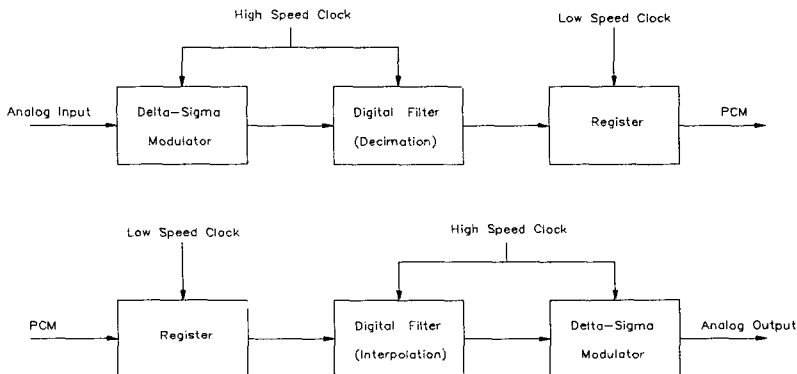 High Speed Clock
Low Speed Clock
Analog Input
Delta-Sigma
Modulator
Digital Filter
(Decimation)
Register
PCM
Low Speed Clock
High Speed Clock
PCM
Register
Digital Filter
(Interpolation)
Delta-Sigma
Modulator
Analog Output